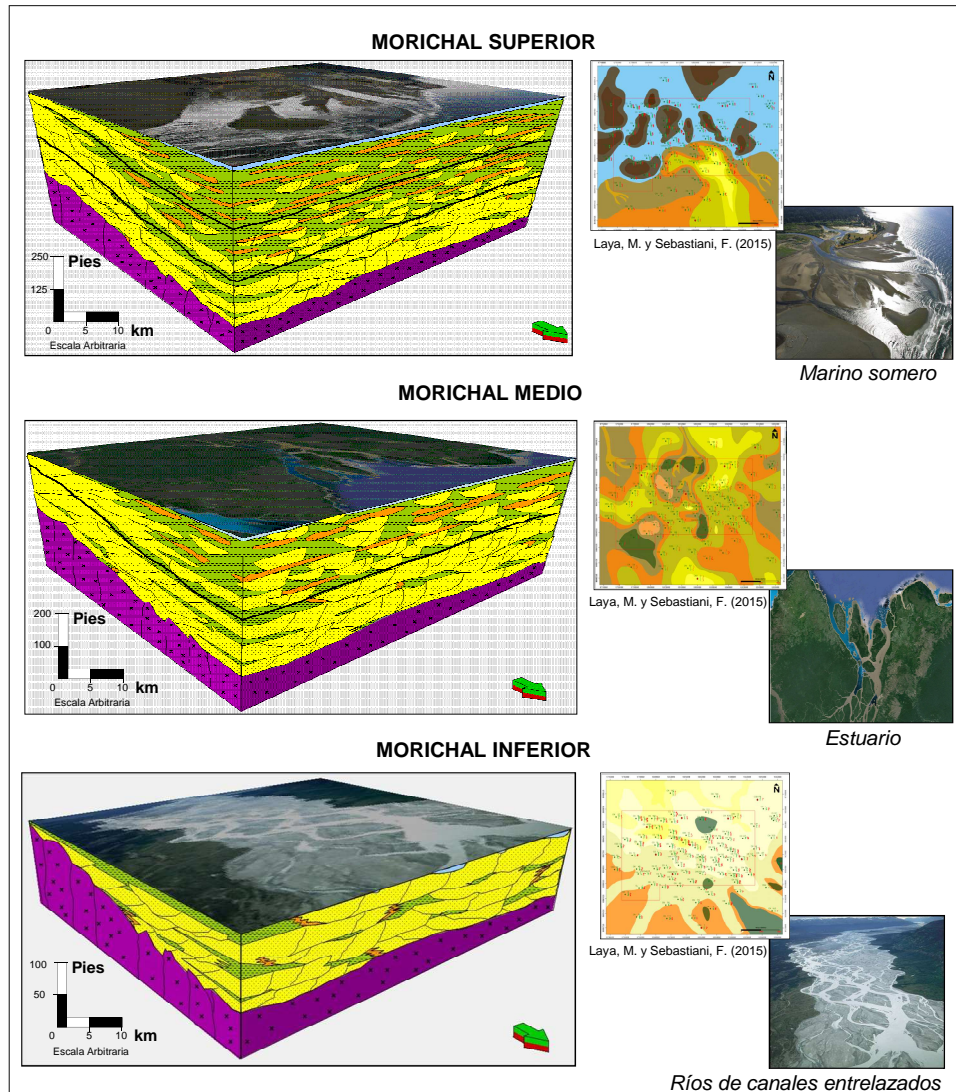 MORICHAL SUPERIOR
250
Pies
125
0 5 10 km
Escala Arbitraria
N
Laya, M. y Sebastiani, F. (2015)
Marino somero
MORICHAL MEDIO
200
Pies
100
0 5 10 km
Escala Arbitraria
N
Laya, M. y Sebastiani, F. (2015)
Estuario
MORICHAL INFERIOR
100
Pies
50
0 5 10 km
Escala Arbitraria
N
Laya, M. y Sebastiani, F. (2015)
Ríos de canales entrelazados